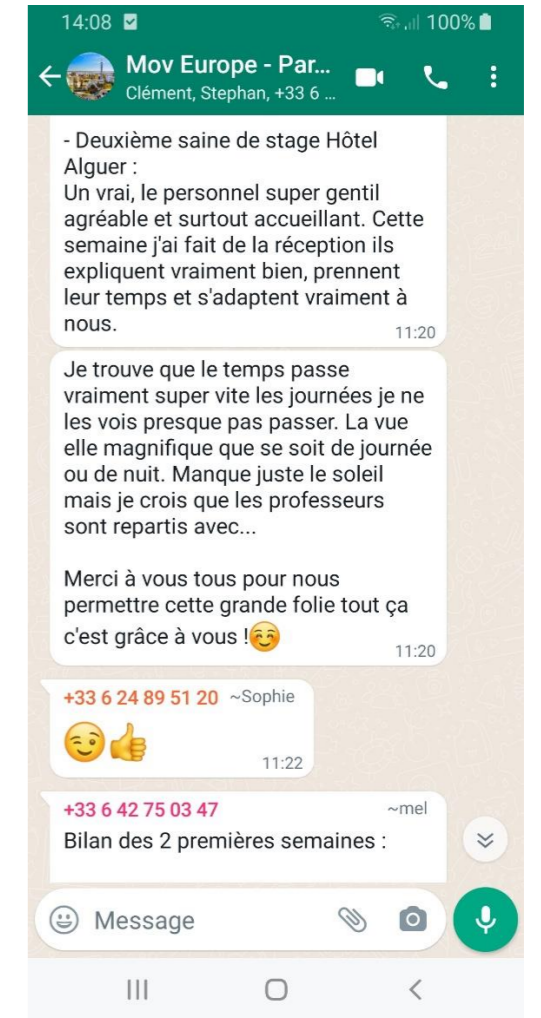 14:08
100%
Mov Europe - Par...
Clément, Stephan, +33 6 ...
- Deuxième saine de stage Hôtel
Alguer :
Un vrai, le personnel super gentil
agréable et surtout accueillant. Cette
semaine j'ai fait de la réception ils
expliquent vraiment bien, prennent
leur temps et s'adaptent vraiment à
nous.
11:20
Je trouve que le temps passe
vraiment super vite les journées je ne
les vois presque pas passer. La vue
elle magnifique que se soit de journée
ou de nuit. Manque juste le soleil
mais je crois que les professeurs
sont repartis avec...
Merci à vous tous pour nous
permettre cette grande folie tout ça
c'est grâce à vous !😊
11:20
+33 6 24 89 51 20 ~Sophie
😉👍
11:22
+33 6 42 75 03 47 ~mel
Bilan des 2 premières semaines :
Message